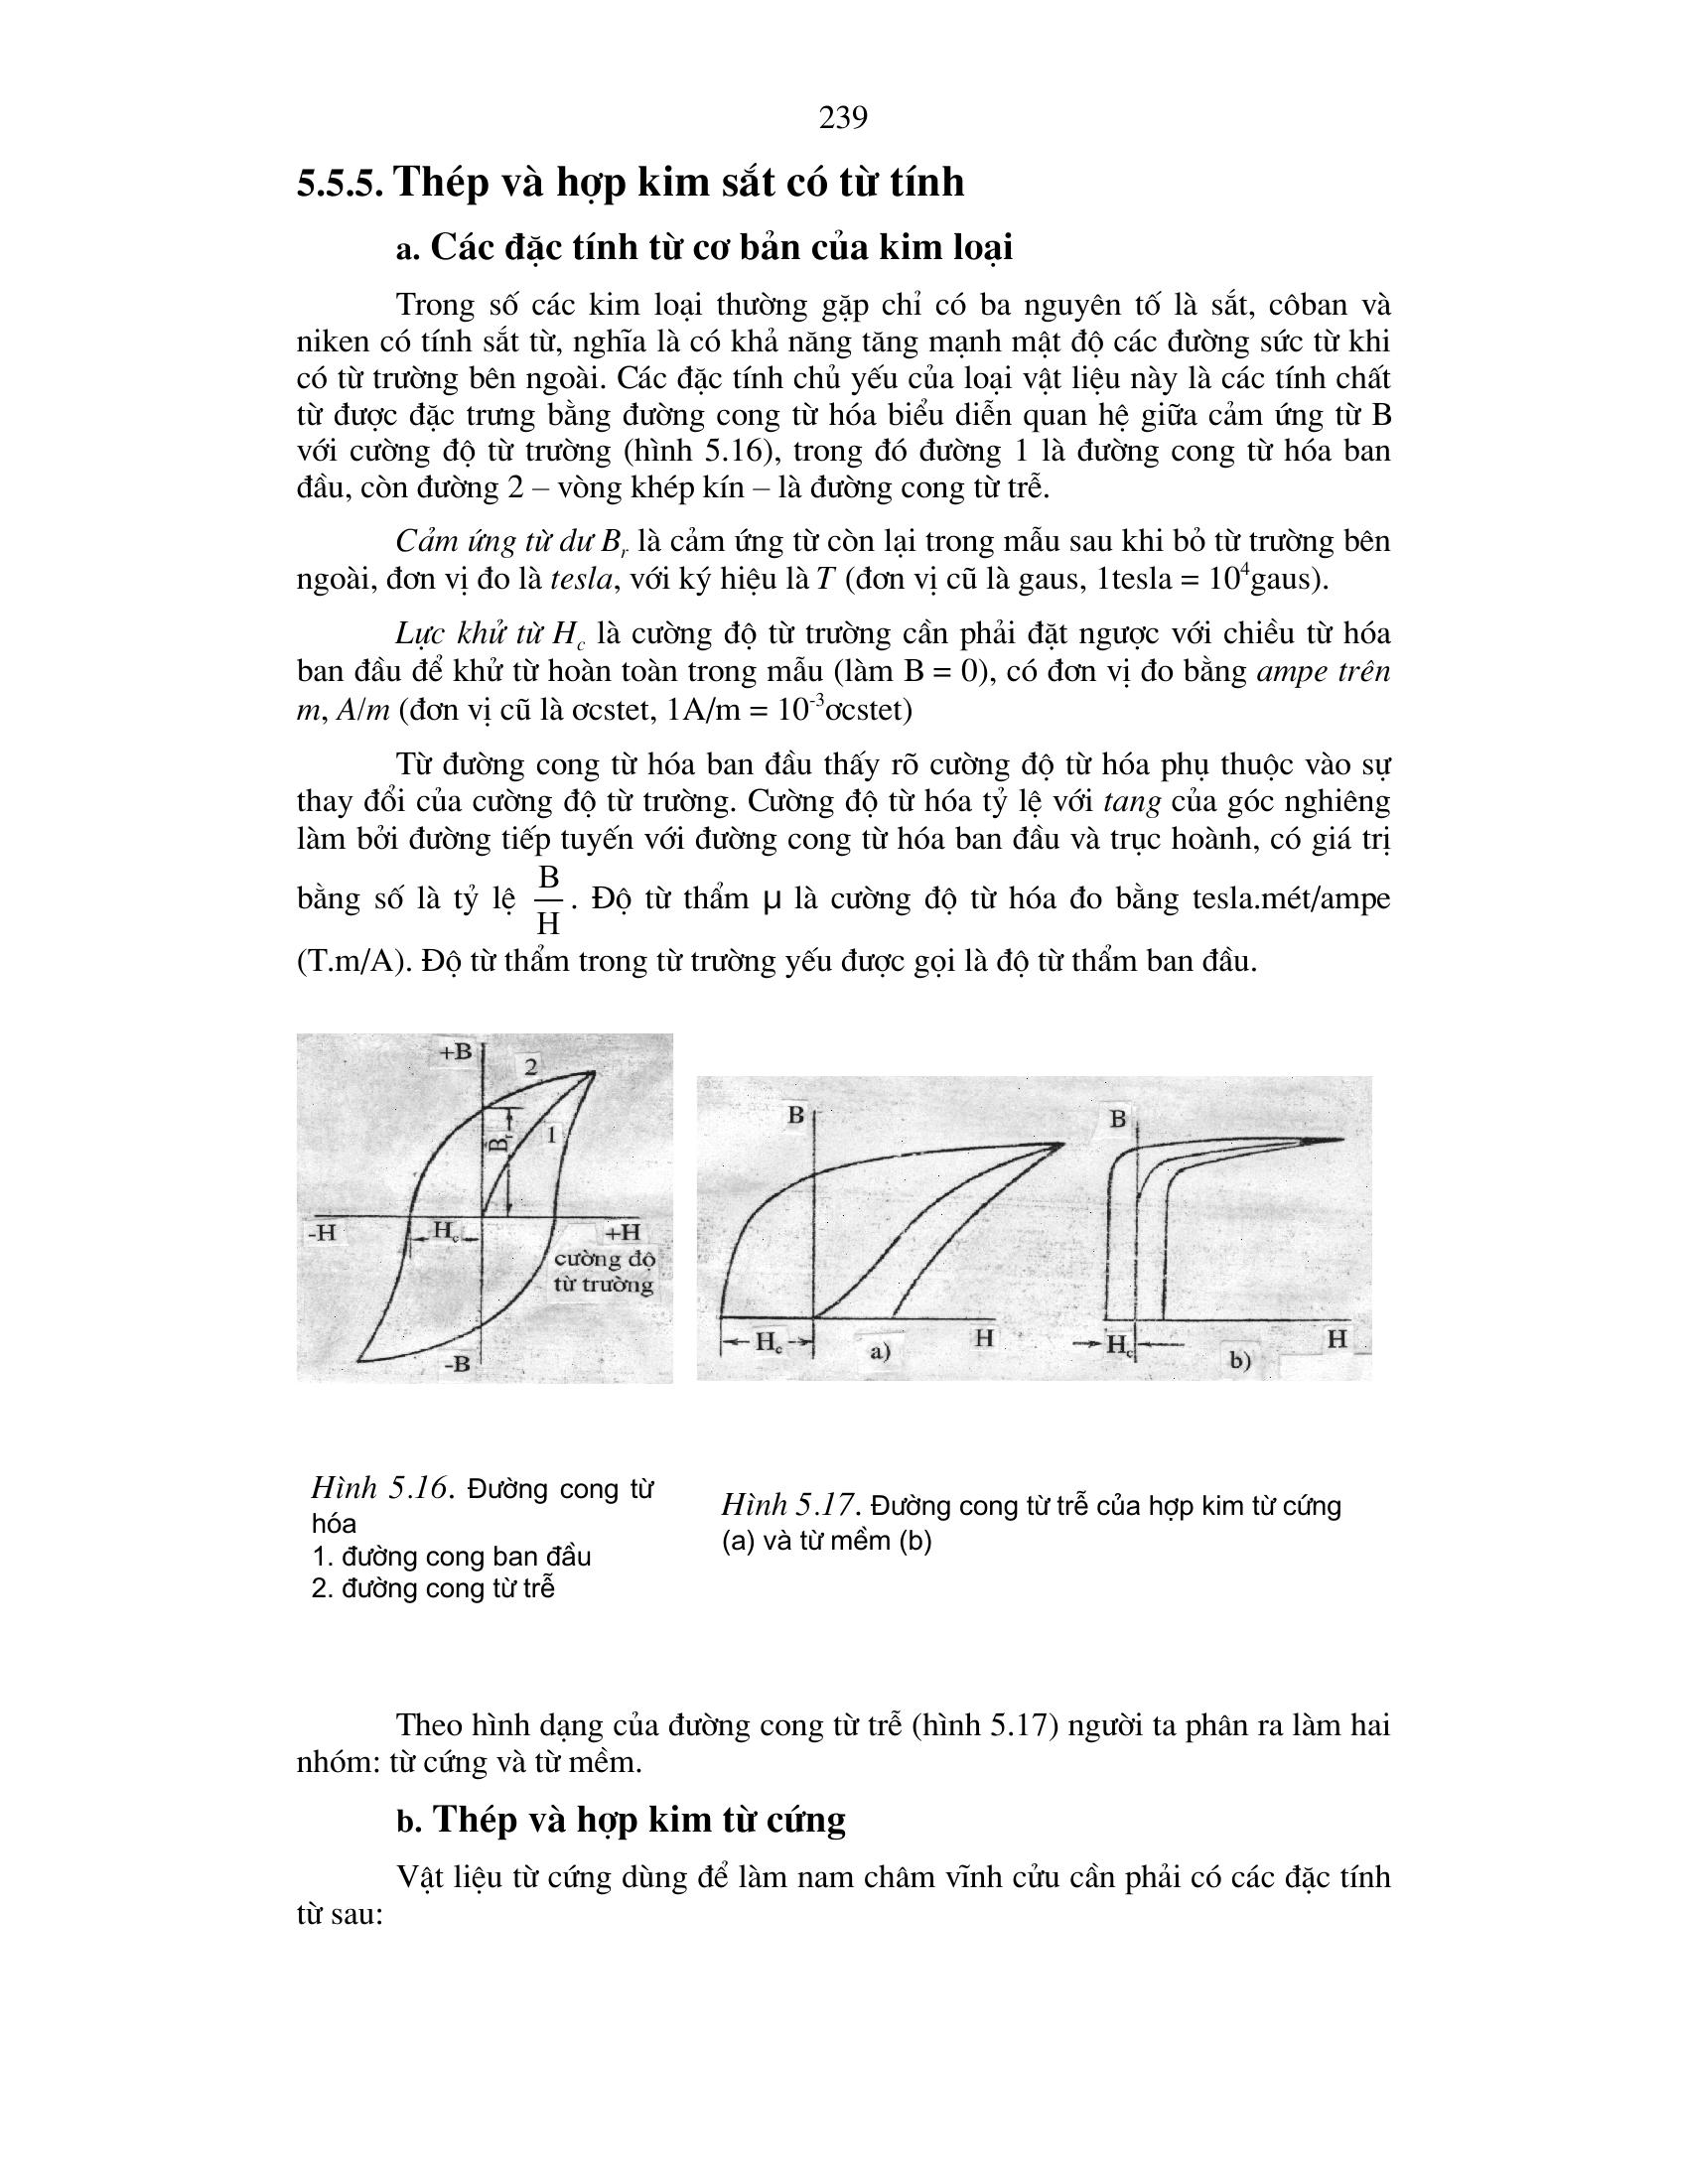 239
5.5.5. Thép và hợp kim sắt có từ tính
a. Các đặc tính từ cơ bản của kim loại
Trong số các kim loại thường gặp chỉ có ba nguyên tố là sắt, côban và
niken có tính sắt từ, nghĩa là có khả năng tăng mạnh mật độ các đường sức từ khi
có từ trường bên ngoài. Các đặc tính chủ yếu của loại vật liệu này là các tính chất
từ được đặc trưng bằng đường cong từ hóa biểu diễn quan hệ giữa cảm ứng từ B
với cường độ từ trường (hình 5.16), trong đó đường 1 là đường cong từ hóa ban
đầu, còn đường 2 – vòng khép kín – là đường cong từ trễ.
Cảm ứng từ dư Br là cảm ứng từ còn lại trong mẫu sau khi bỏ từ trường bên
ngoài, đơn vị đo là tesla, với ký hiệu là T (đơn vị cũ là gaus, 1tesla = 10⁴gaus).
Lực khử từ Hc là cường độ từ trường cần phải đặt ngược với chiều từ hóa
ban đầu để khử từ hoàn toàn trong mẫu (làm B = 0), có đơn vị đo bằng ampe trên
m, A/m (đơn vị cũ là ơcstet, 1A/m = 10⁻³ơcstet)
Từ đường cong từ hóa ban đầu thấy rõ cường độ từ hóa phụ thuộc vào sự
thay đổi của cường độ từ trường. Cường độ từ hóa tỷ lệ với tang của góc nghiêng
làm bởi đường tiếp tuyến với đường cong từ hóa ban đầu và trục hoành, có giá trị
bằng số là tỷ lệ B/H. Độ từ thẩm μ là cường độ từ hóa đo bằng tesla.mét/ampe
(T.m/A). Độ từ thẩm trong từ trường yếu được gọi là độ từ thẩm ban đầu.
+B
2
Br
1
-H
Hc
+H
cường độ
từ trường
-B
B
Hc
a)
H
B
Hc
b)
H
Hình 5.16. Đường cong từ
hóa
1. đường cong ban đầu
2. đường cong từ trễ
Hình 5.17. Đường cong từ trễ của hợp kim từ cứng
(a) và từ mềm (b)
Theo hình dạng của đường cong từ trễ (hình 5.17) người ta phân ra làm hai
nhóm: từ cứng và từ mềm.
b. Thép và hợp kim từ cứng
Vật liệu từ cứng dùng để làm nam châm vĩnh cửu cần phải có các đặc tính
từ sau: